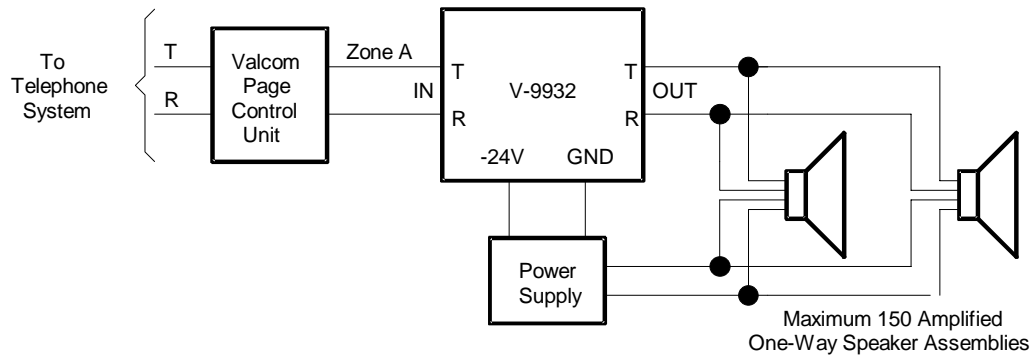 To
Telephone
System
T
R
Valcom
Page
Control
Unit
Zone A
IN
T
R
V-9932
-24V
GND
T
R
OUT
Power
Supply
Maximum 150 Amplified
One-Way Speaker Assemblies